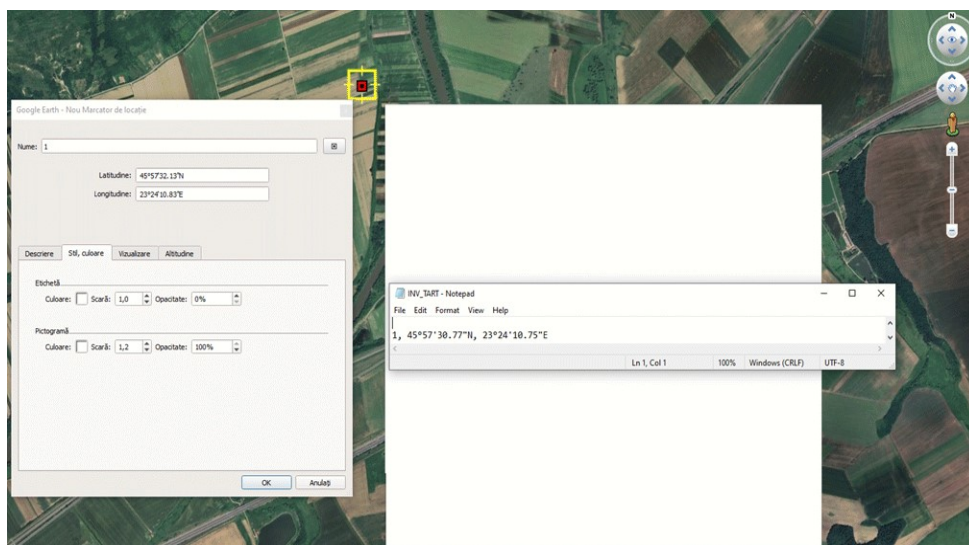 N
Google Earth - Nou Marcator de locație
Nume: 1
Latitudine: 45°57'32.13"N
Longitudine: 23°24'10.83"E
Descriere Stil, culoare Vizualizare Altitudine
Etichetă
Culoare: Scară: 1,0 Opacitate: 0%
Pictogramă
Culoare: Scară: 1,2 Opacitate: 100%
OK Anulați
INV_TART - Notepad
File Edit Format View Help
1, 45°57'30.77"N, 23°24'10.75"E
Ln 1, Col 1 100% Windows (CRLF) UTF-8